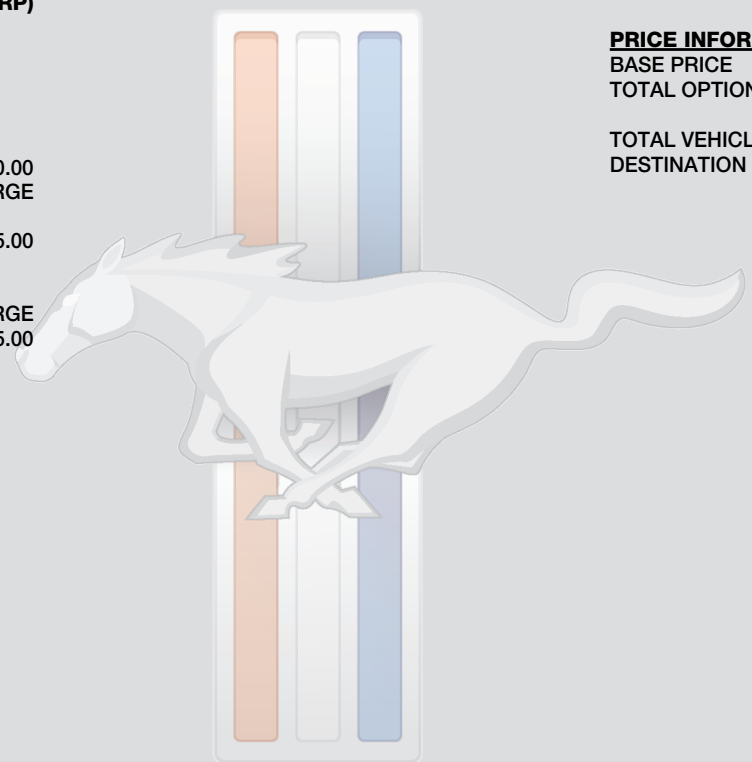 RP)
0.00
RGE
5.00
RGE
5.00
PRICE INFOR
BASE PRICE
TOTAL OPTION
TOTAL VEHICL
DESTINATION